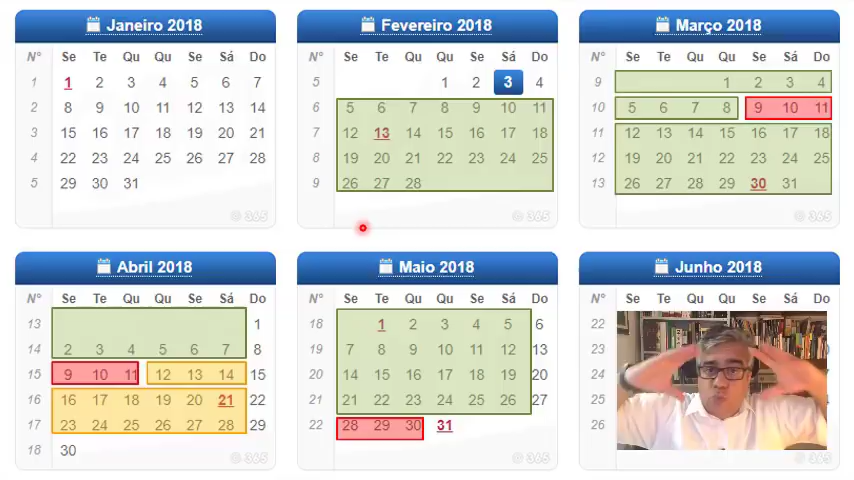 Janeiro 2018
N° Se Te Qu Qu Se Sá Do
1 1 2 3 4 5 6 7
2 8 9 10 11 12 13 14
3 15 16 17 18 19 20 21
4 22 23 24 25 26 27 28
5 29 30 31
© 365
Fevereiro 2018
N° Se Te Qu Qu Se Sá Do
5 1 2 3 4
6 5 6 7 8 9 10 11
7 12 13 14 15 16 17 18
8 19 20 21 22 23 24 25
9 26 27 28
© 365
Março 2018
N° Se Te Qu Qu Se Sá Do
9 1 2 3 4
10 5 6 7 8 9 10 11
11 12 13 14 15 16 17 18
12 19 20 21 22 23 24 25
13 26 27 28 29 30 31
© 365
Abril 2018
N° Se Te Qu Qu Se Sá Do
13 1
14 2 3 4 5 6 7 8
15 9 10 11 12 13 14 15
16 16 17 18 19 20 21 22
17 23 24 25 26 27 28 29
18 30
© 365
Maio 2018
N° Se Te Qu Qu Se Sá Do
18 1 2 3 4 5 6
19 7 8 9 10 11 12 13
20 14 15 16 17 18 19 20
21 21 22 23 24 25 26 27
22 28 29 30 31
© 365
Junho 2018
N° Se Te Qu Qu Se Sá Do
22
23
24
25
26
© 365